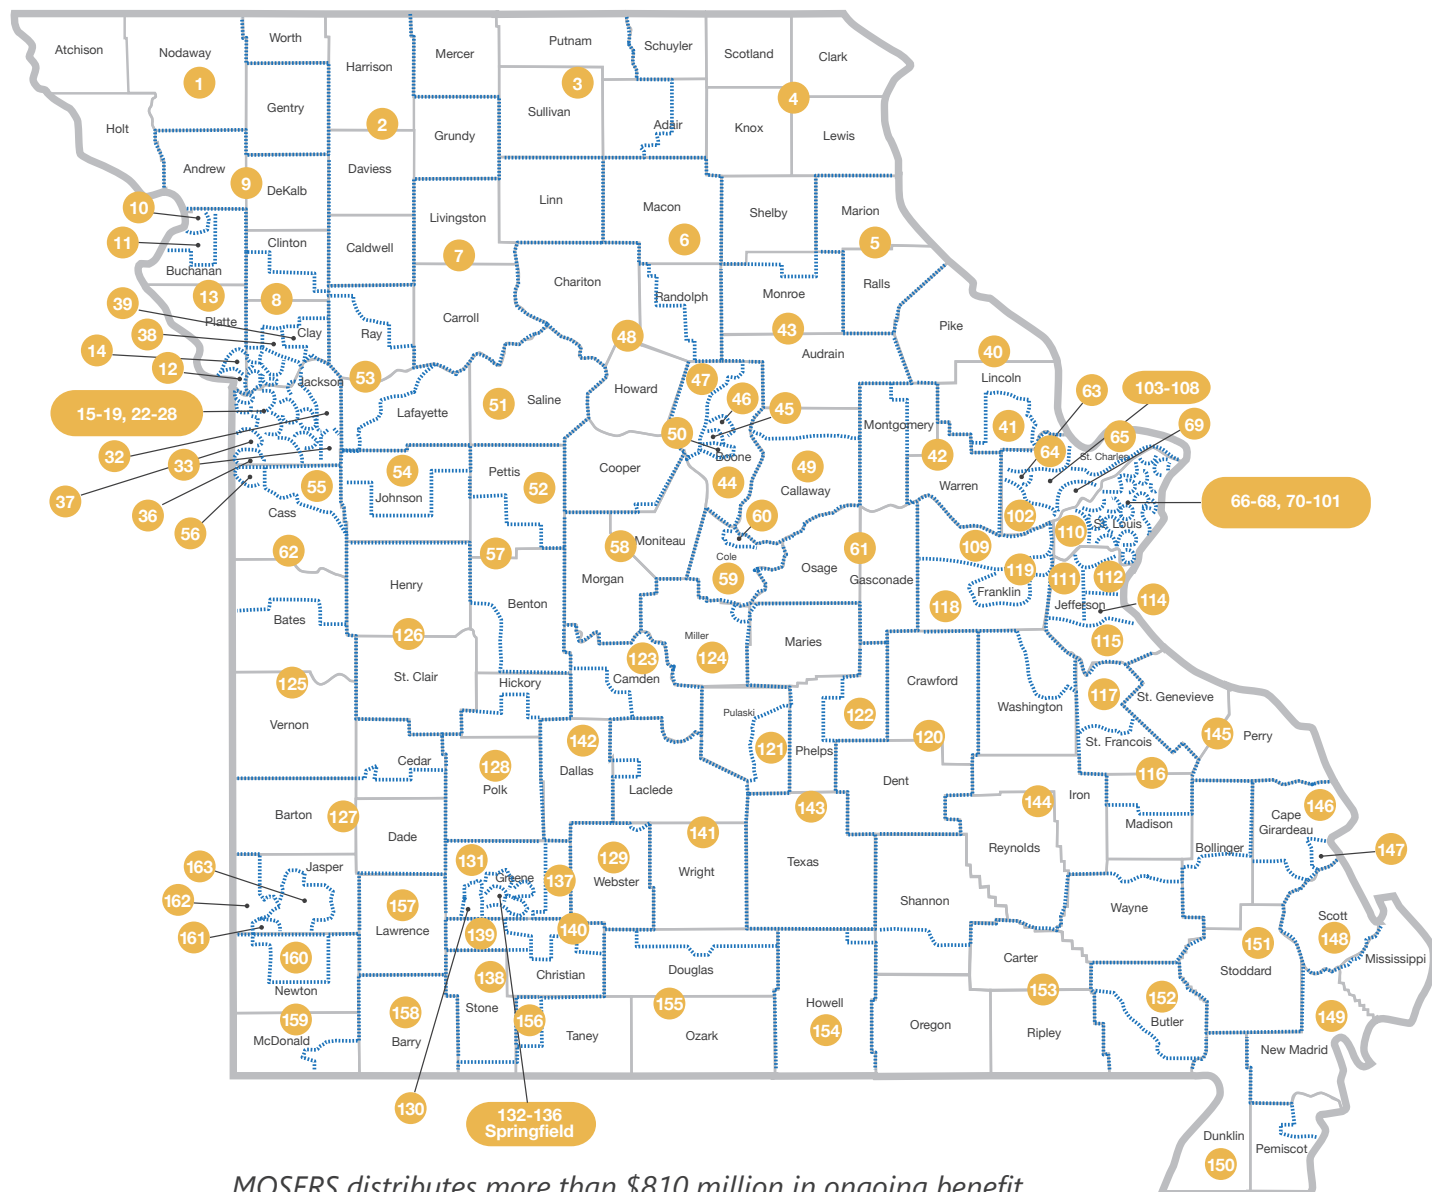 Atchison
Nodaway
Worth
Harrison
Mercer
Putnam
Schuyler
Scotland
Clark
1
2
3
4
Gentry
Sullivan
Holt
Grundy
Adair
Knox
Lewis
Andrew
9
DeKalb
Daviess
Linn
Macon
Shelby
Marion
10
11
Livingston
6
5
Clinton
Caldwell
7
Buchanan
Chariton
13
8
Randolph
Monroe
Ralls
39
Platte
Clay
Ray
Carroll
48
43
Pike
38
14
Audrain
40
12
53
Jackson
Howard
47
Lincoln
63
103-108
15-19, 22-28
Lafayette
51
Saline
46
45
Montgomery
41
65
69
32
33
50
Boone
42
64
St. Charles
37
54
Pettis
Cooper
44
49
Warren
36
55
Johnson
52
Callaway
66-68, 70-101
56
Cass
60
102
110
St. Louis
62
57
58
Moniteau
Cole
61
109
Henry
Morgan
59
Osage
Gasconade
119
111
112
Benton
Franklin
118
Jefferson
114
Bates
126
123
Miller
124
Maries
115
125
St. Clair
Hickory
Camden
Crawford
117
St. Genevieve
Vernon
Pulaski
122
Washington
142
121
Phelps
120
St. Francois
145
Perry
Cedar
128
Polk
Dallas
Laclede
Dent
116
Barton
127
143
144
Iron
146
Dade
141
Madison
Cape
Girardeau
163
Jasper
131
Greene
129
Webster
Wright
Texas
Reynolds
Bollinger
147
162
137
157
Lawrence
Shannon
Wayne
Scott
161
139
140
148
160
138
Christian
Douglas
Carter
151
Stoddard
Mississippi
Newton
Stone
155
Howell
153
152
Butler
149
159
McDonald
158
Barry
156
Taney
Ozark
154
Oregon
Ripley
New Madrid
130
132-136
Springfield
Dunklin
150
Pemiscot
MOSERS distributes more than $810 million in ongoing benefit